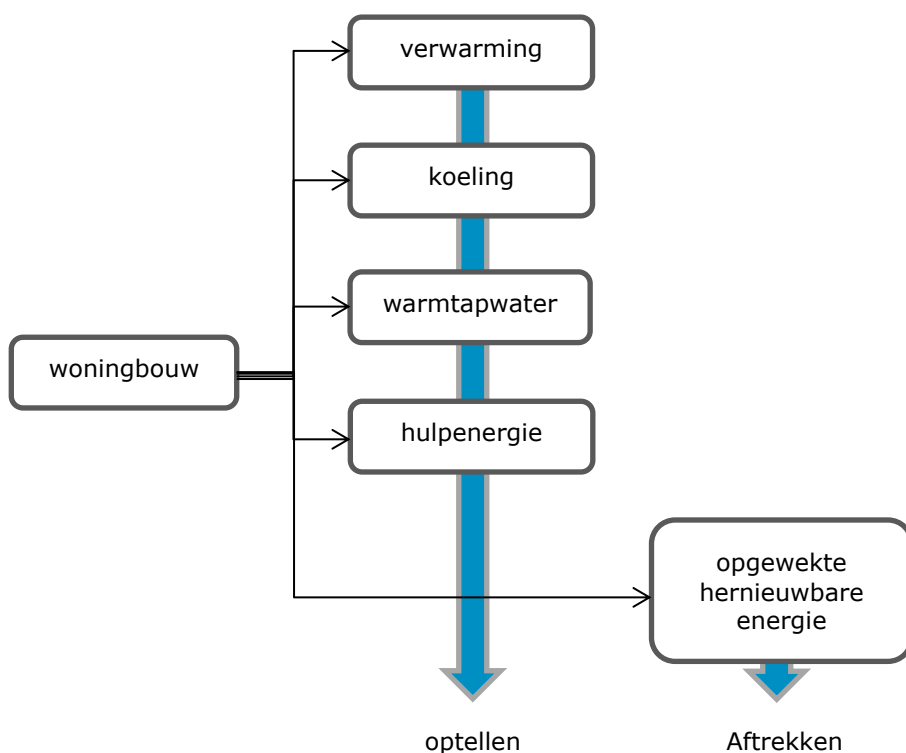 verwarming
koeling
warmtapwater
woningbouw
hulpenergie
opgewekte
hernieuwbare
energie
optellen
Aftrekken